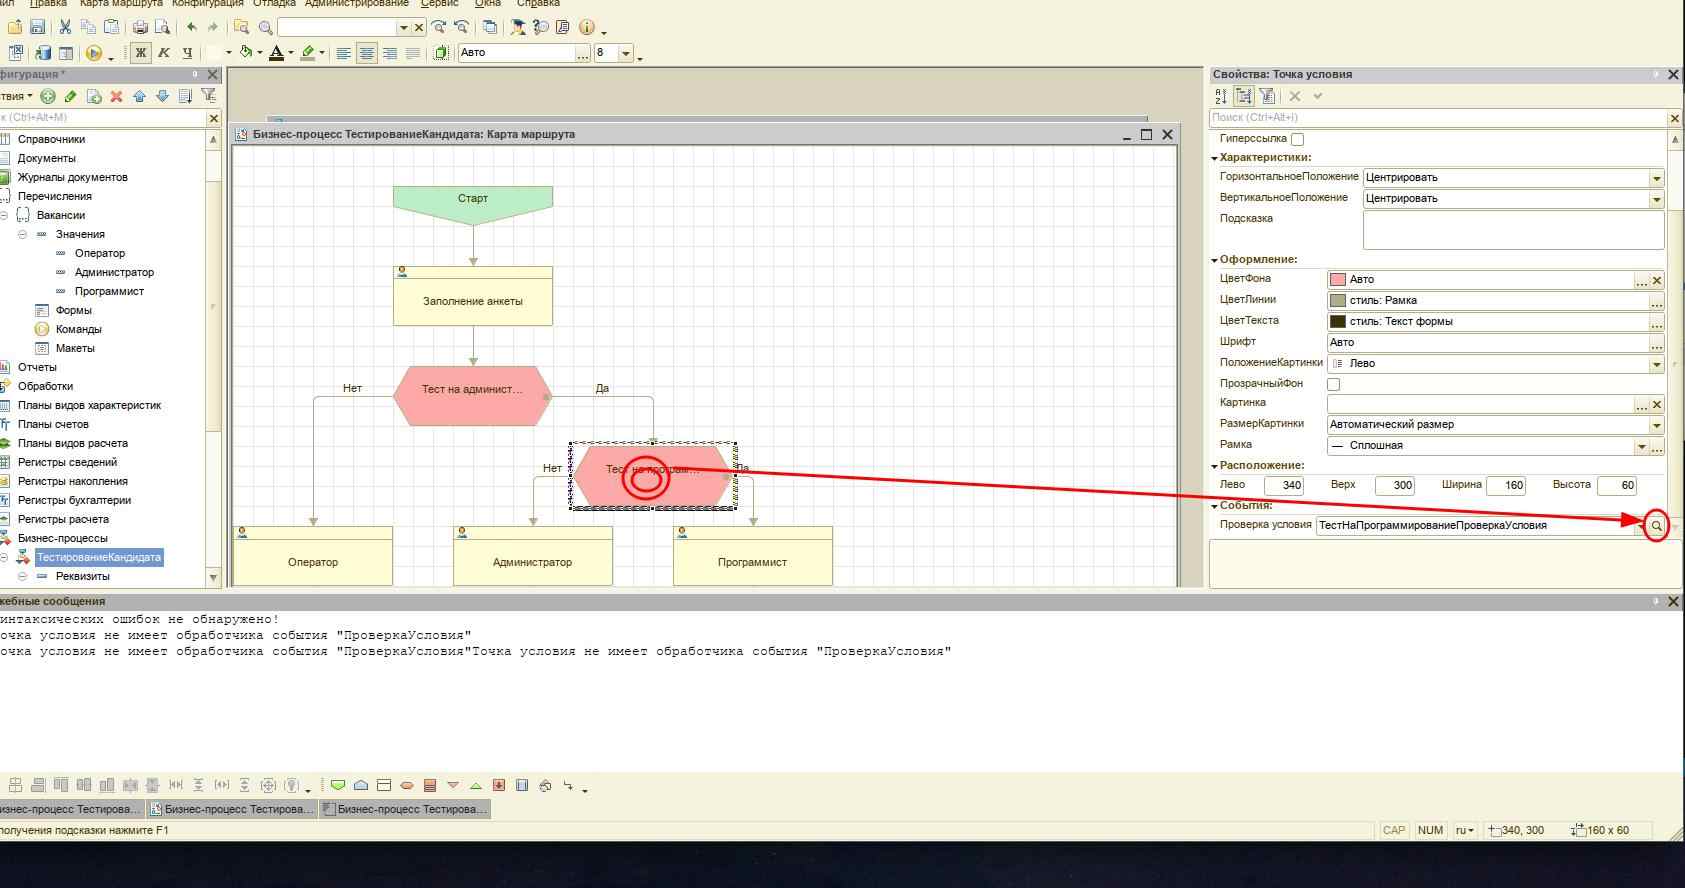 айл Правка Карта маршрута Конфигурация Отладка Администрирование Сервис Окна Справка
Ж К Ч Авто 8
фигурация *
твия
к (Ctrl+Alt+M)
Справочники
Документы
Журналы документов
Перечисления
Вакансии
Значения
Оператор
Администратор
Программист
Формы
Команды
Макеты
Отчеты
Обработки
Планы видов характеристик
Планы счетов
Планы видов расчета
Регистры сведений
Регистры накопления
Регистры бухгалтерии
Регистры расчета
Бизнес-процессы
ТестированиеКандидата
Реквизиты
Бизнес-процесс ТестированиеКандидата: Карта маршрута
Старт
Заполнение анкеты
Нет
Тест на админист...
Да
Нет
Тест на програм...
Да
Оператор
Администратор
Программист
Свойства: Точка условия
Поиск (Ctrl+Alt+I)
Гиперссылка
Характеристики:
ГоризонтальноеПоложение Центрировать
ВертикальноеПоложение Центрировать
Подсказка
Оформление:
ЦветФона Авто
ЦветЛинии стиль: Рамка
ЦветТекста стиль: Текст формы
Шрифт Авто
ПоложениеКартинки Лево
ПрозрачныйФон
Картинка
РазмерКартинки Автоматический размер
Рамка Сплошная
Расположение:
Лево 340 Верх 300 Ширина 160 Высота 60
События:
Проверка условия ТестНаПрограммированиеПроверкаУсловия
жебные сообщения
интаксических ошибок не обнаружено!
очка условия не имеет обработчика события "ПроверкаУсловия"
очка условия не имеет обработчика события "ПроверкаУсловия"Точка условия не имеет обработчика события "ПроверкаУсловия"
изнес-процесс Тестирова... Бизнес-процесс Тестирова... Бизнес-процесс Тестирова...
получения подсказки нажмите F1
CAP NUM ru 340, 300 160 x 60